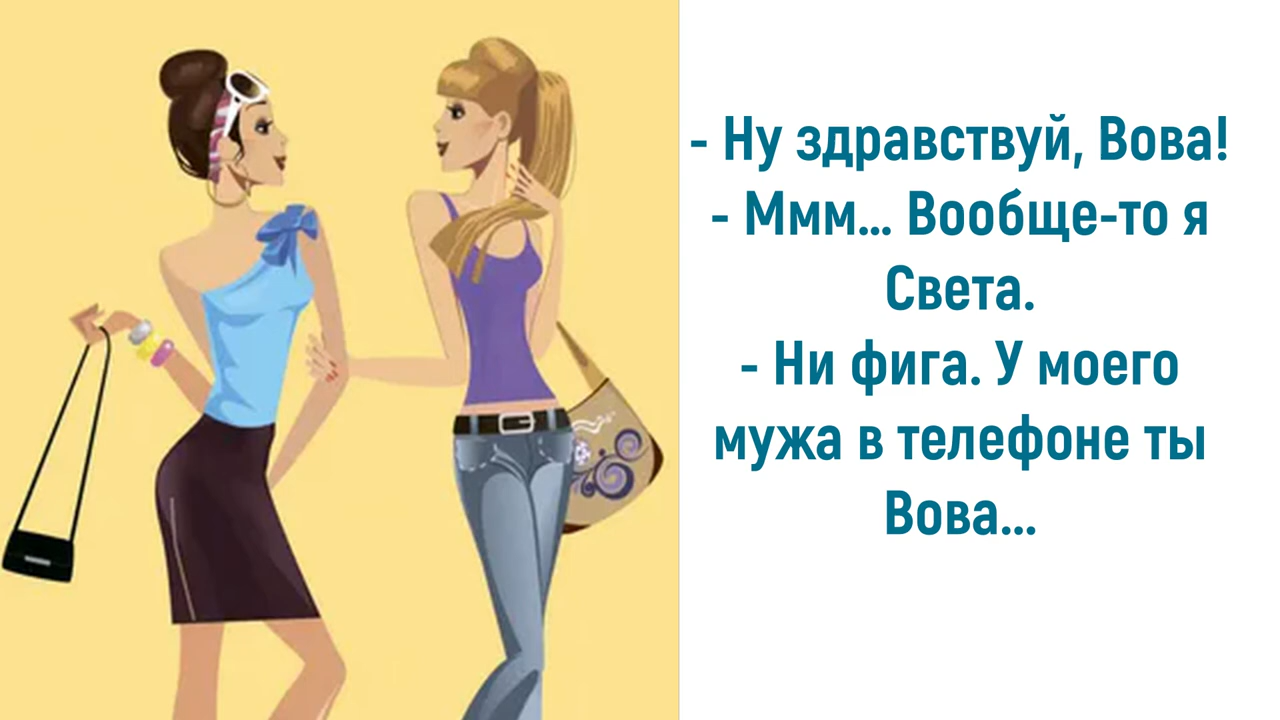 - Ну здравствуй, Вова!
- Ммм... Вообще-то я
Света.
- Ни фига. У моего
мужа в телефоне ты
Вова...